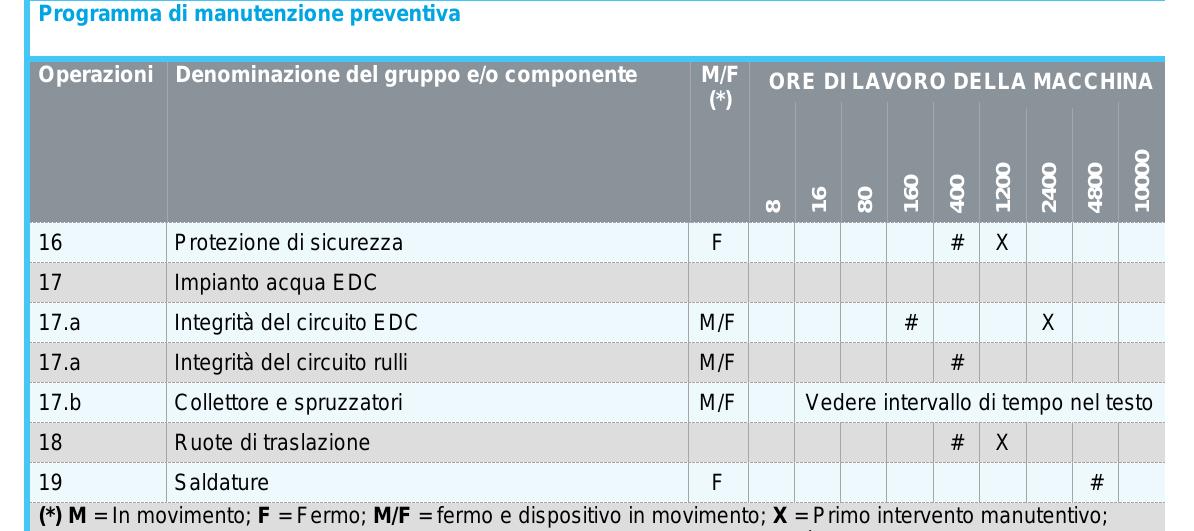 Programma di manutenzione preventiva
Operazioni Denominazione del gruppo e/o componente M/F (*) ORE DI LAVORO DELLA MACCHINA
8 16 80 160 400 1200 2400 4800 10000
16 Protezione di sicurezza F # X
17 Impianto acqua EDC
17.a Integrità del circuito EDC M/F # X
17.a Integrità del circuito rulli M/F #
17.b Collettore e spruzzatori M/F Vedere intervallo di tempo nel testo
18 Ruote di traslazione # X
19 Saldature F #
(*) M = In movimento; F = Fermo; M/F = fermo e dispositivo in movimento; X = Primo intervento manutentivo;